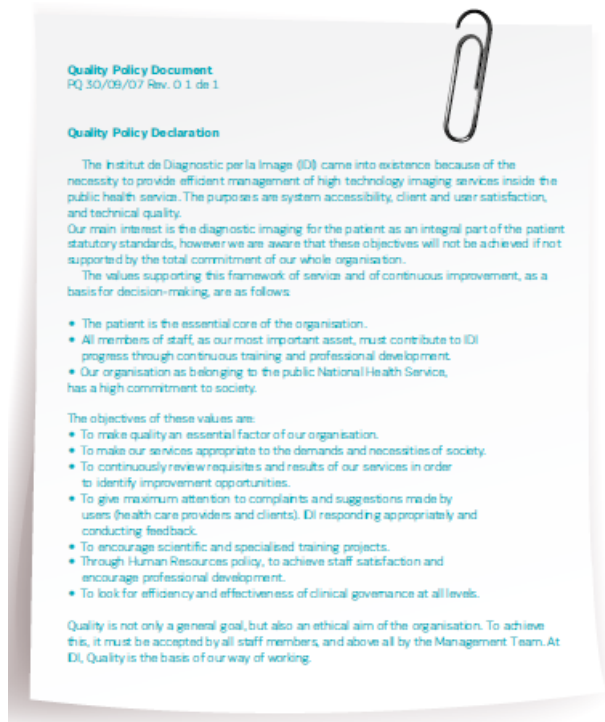 Quality Policy Document
PQ 30/09/07 Rev. 0 1 de 1
Quality Policy Declaration
The Institut de Diagnostic per la Image (IDI) came into existence because of the
necessity to provide efficient management of high technology imaging services inside the
public health service. The purposes are system accessibility, client and user satisfaction,
and technical quality.
Our main interest is the diagnostic imaging for the patient as an integral part of the patient
statutory standards, however we are aware that these objectives will not be achieved if not
supported by the total commitment of our whole organisation.
The values supporting this framework of service and of continuous improvement, as a
basis for decision-making, are as follows:
• The patient is the essential core of the organisation.
• All members of staff, as our most important asset, must contribute to IDI
progress through continuous training and professional development.
• Our organisation as belonging to the public National Health Service,
has a high commitment to society.
The objectives of these values are:
• To make quality an essential factor of our organisation.
• To make our services appropriate to the demands and necessities of society.
• To continuously review requisites and results of our services in order
to identify improvement opportunities.
• To give maximum attention to complaints and suggestions made by
users (health care providers and clients). IDI responding appropriately and
conducting feedback.
• To encourage scientific and specialised training projects.
• Through Human Resources policy, to achieve staff satisfaction and
encourage professional development.
• To look for efficiency and effectiveness of clinical governance at all levels.
Quality is not only a general goal, but also an ethical aim of the organisation. To achieve
this, it must be accepted by all staff members, and above all by the Management Team. At
IDI, Quality is the basis of our way of working.